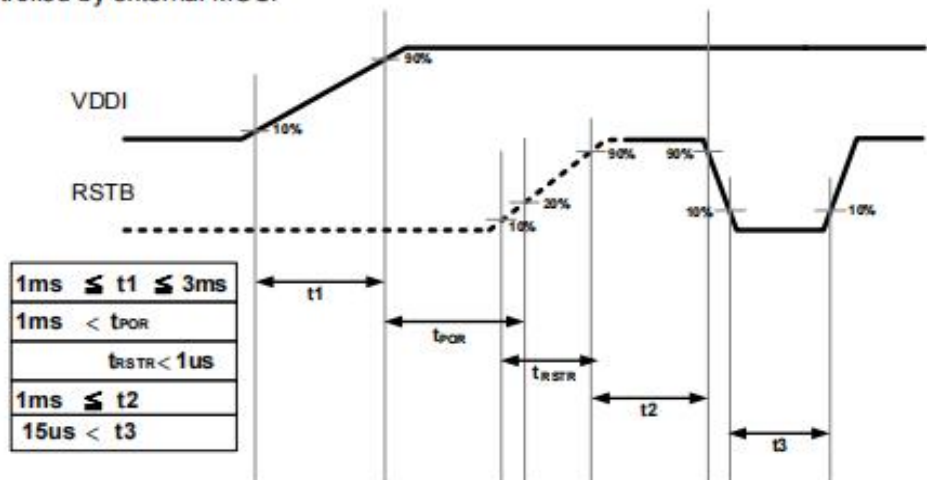 VDDI
90%
10%
RSTB
90%
90%
20%
10%
10%
10%
1ms ≦ t1 ≦ 3ms
1ms < tPOR
tRSTR< 1us
1ms ≦ t2
15us < t3
t1
tPOR
tRSTR
t2
t3